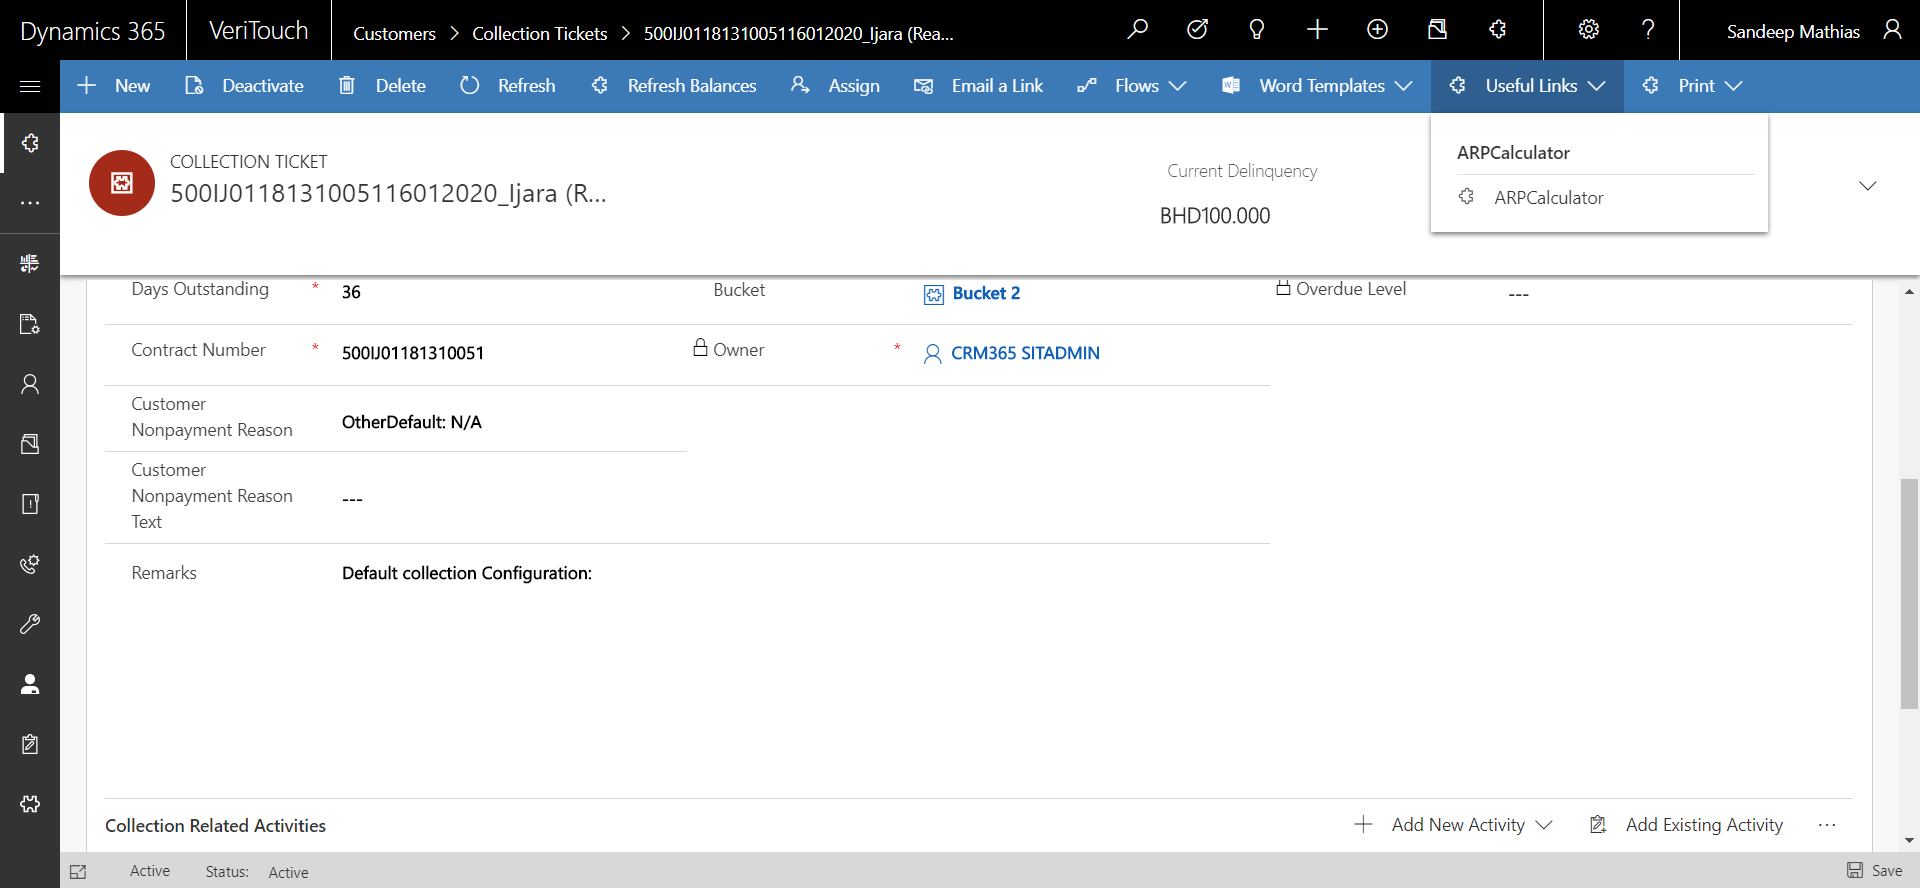 Dynamics 365
VeriTouch
Customers > Collection Tickets > 500IJ0118131005116012020_Ijara (Rea...
?
Sandeep Mathias
New
Deactivate
Delete
Refresh
Refresh Balances
Assign
Email a Link
Flows
Word Templates
Useful Links
Print
COLLECTION TICKET
500IJ0118131005116012020_Ijara (R...
Current Delinquency
BHD100.000
ARPCalculator
ARPCalculator
Days Outstanding * 36
Bucket
Bucket 2
Overdue Level
---
Contract Number * 500IJ01181310051
Owner *
CRM365 SITADMIN
Customer
Nonpayment Reason
OtherDefault: N/A
Customer
Nonpayment Reason
Text
---
Remarks
Default collection Configuration:
Collection Related Activities
Add New Activity
Add Existing Activity
...
Active
Status: Active
Save